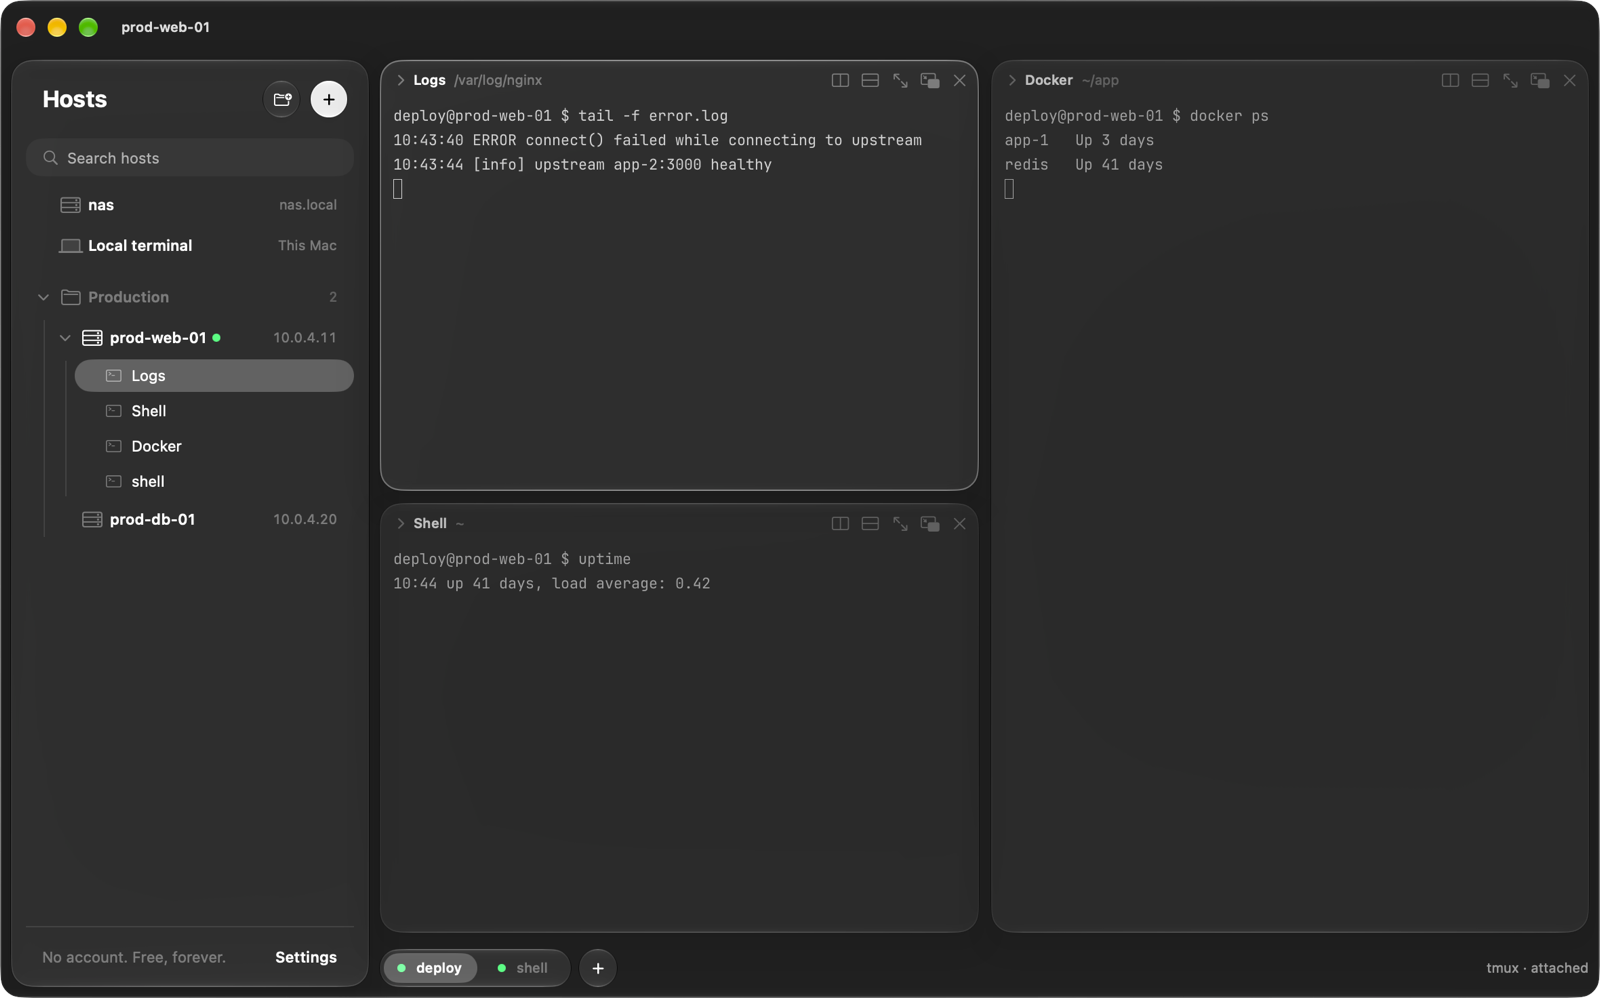 prod-web-01
Hosts
Search hosts
nas nas.local
Local terminal This Mac
Production 2
prod-web-01 10.0.4.11
Logs
Shell
Docker
shell
prod-db-01 10.0.4.20
No account. Free, forever. Settings
Logs /var/log/nginx
deploy@prod-web-01 $ tail -f error.log
10:43:40 ERROR connect() failed while connecting to upstream
10:43:44 [info] upstream app-2:3000 healthy
Shell ~
deploy@prod-web-01 $ uptime
10:44 up 41 days, load average: 0.42
Docker ~/app
deploy@prod-web-01 $ docker ps
app-1 Up 3 days
redis Up 41 days
deploy shell
tmux · attached